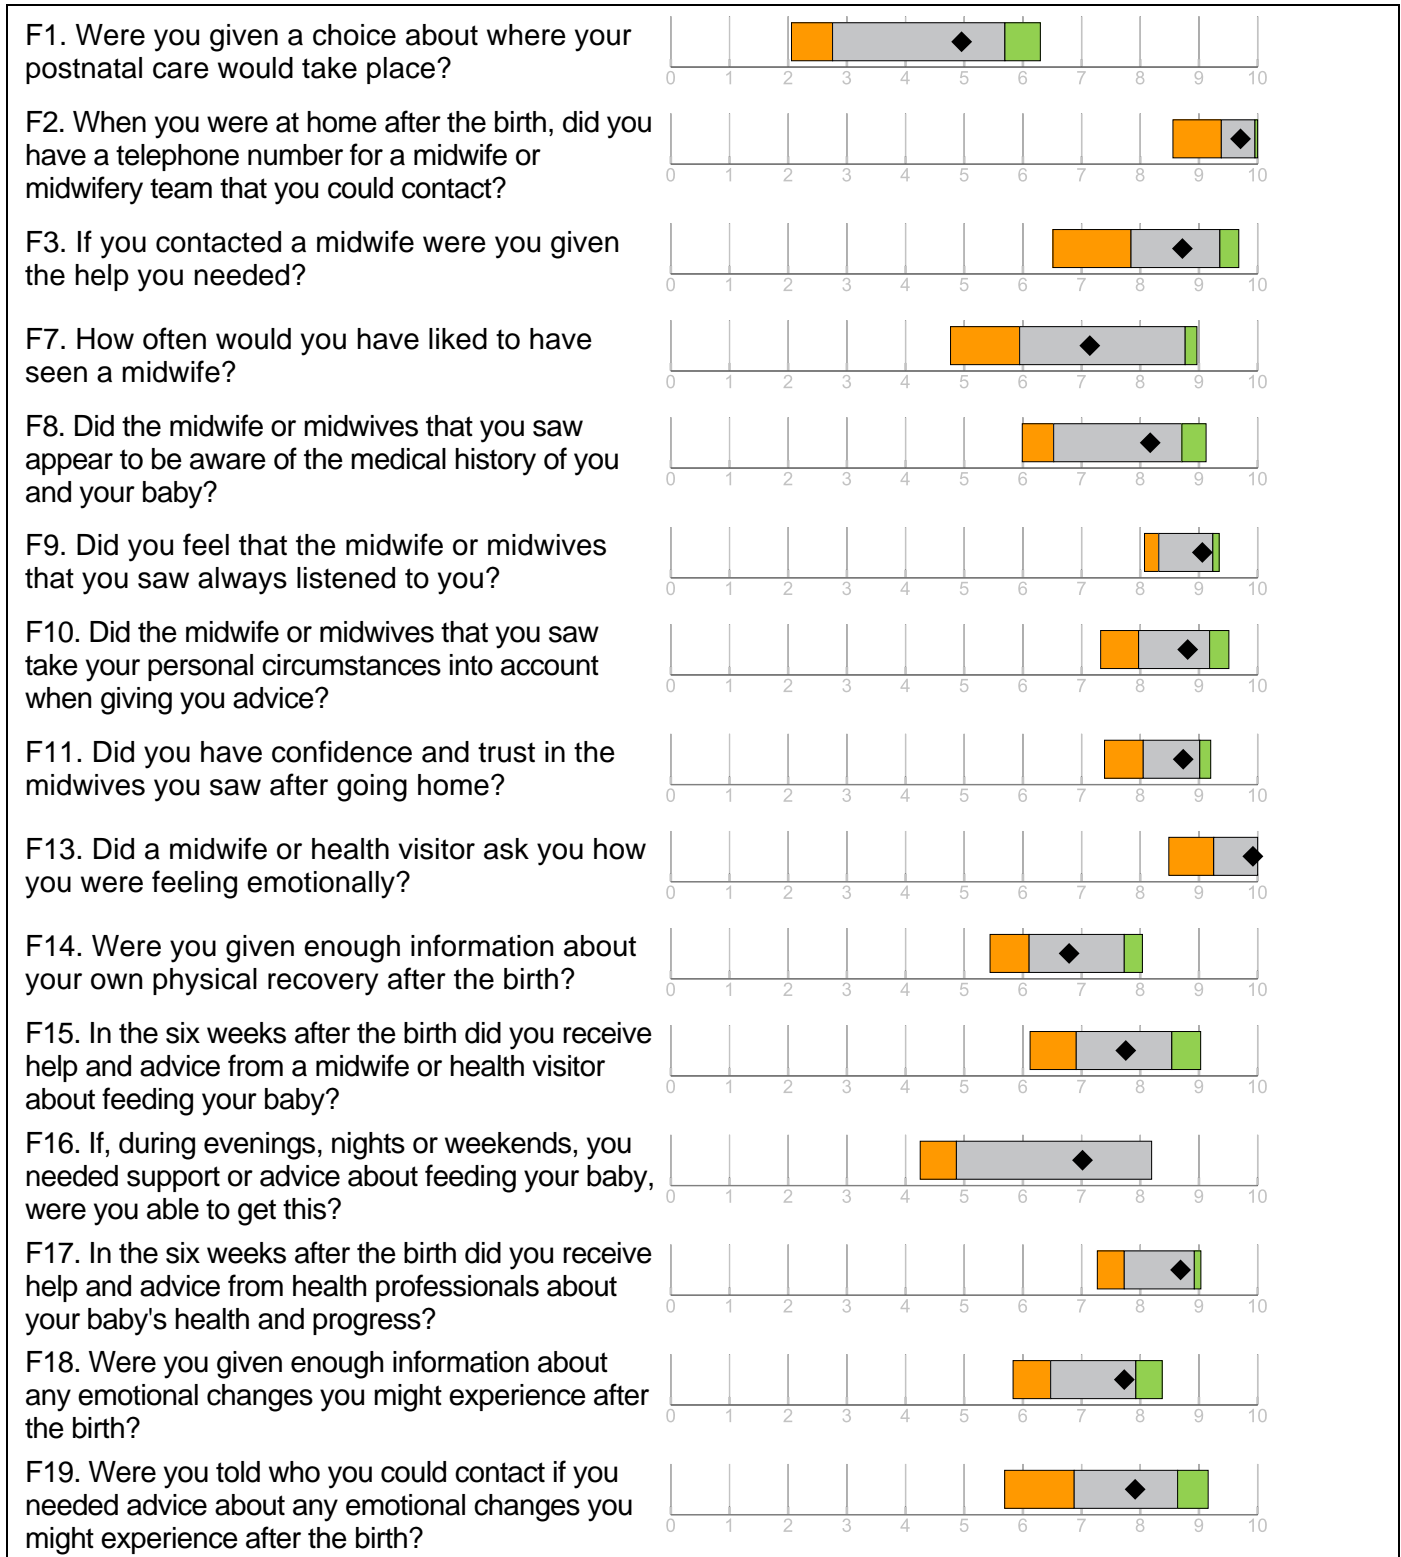 F1. Were you given a choice about where your
postnatal care would take place?
0 1 2 3 4 5 6 7 8 9 10
F2. When you were at home after the birth, did you
have a telephone number for a midwife or
midwifery team that you could contact?
0 1 2 3 4 5 6 7 8 9 10
F3. If you contacted a midwife were you given
the help you needed?
0 1 2 3 4 5 6 7 8 9 10
F7. How often would you have liked to have
seen a midwife?
0 1 2 3 4 5 6 7 8 9 10
F8. Did the midwife or midwives that you saw
appear to be aware of the medical history of you
and your baby?
0 1 2 3 4 5 6 7 8 9 10
F9. Did you feel that the midwife or midwives
that you saw always listened to you?
0 1 2 3 4 5 6 7 8 9 10
F10. Did the midwife or midwives that you saw
take your personal circumstances into account
when giving you advice?
0 1 2 3 4 5 6 7 8 9 10
F11. Did you have confidence and trust in the
midwives you saw after going home?
0 1 2 3 4 5 6 7 8 9 10
F13. Did a midwife or health visitor ask you how
you were feeling emotionally?
0 1 2 3 4 5 6 7 8 9 10
F14. Were you given enough information about
your own physical recovery after the birth?
0 1 2 3 4 5 6 7 8 9 10
F15. In the six weeks after the birth did you receive
help and advice from a midwife or health visitor
about feeding your baby?
0 1 2 3 4 5 6 7 8 9 10
F16. If, during evenings, nights or weekends, you
needed support or advice about feeding your baby,
were you able to get this?
0 1 2 3 4 5 6 7 8 9 10
F17. In the six weeks after the birth did you receive
help and advice from health professionals about
your baby's health and progress?
0 1 2 3 4 5 6 7 8 9 10
F18. Were you given enough information about
any emotional changes you might experience after
the birth?
0 1 2 3 4 5 6 7 8 9 10
F19. Were you told who you could contact if you
needed advice about any emotional changes you
might experience after the birth?
0 1 2 3 4 5 6 7 8 9 10